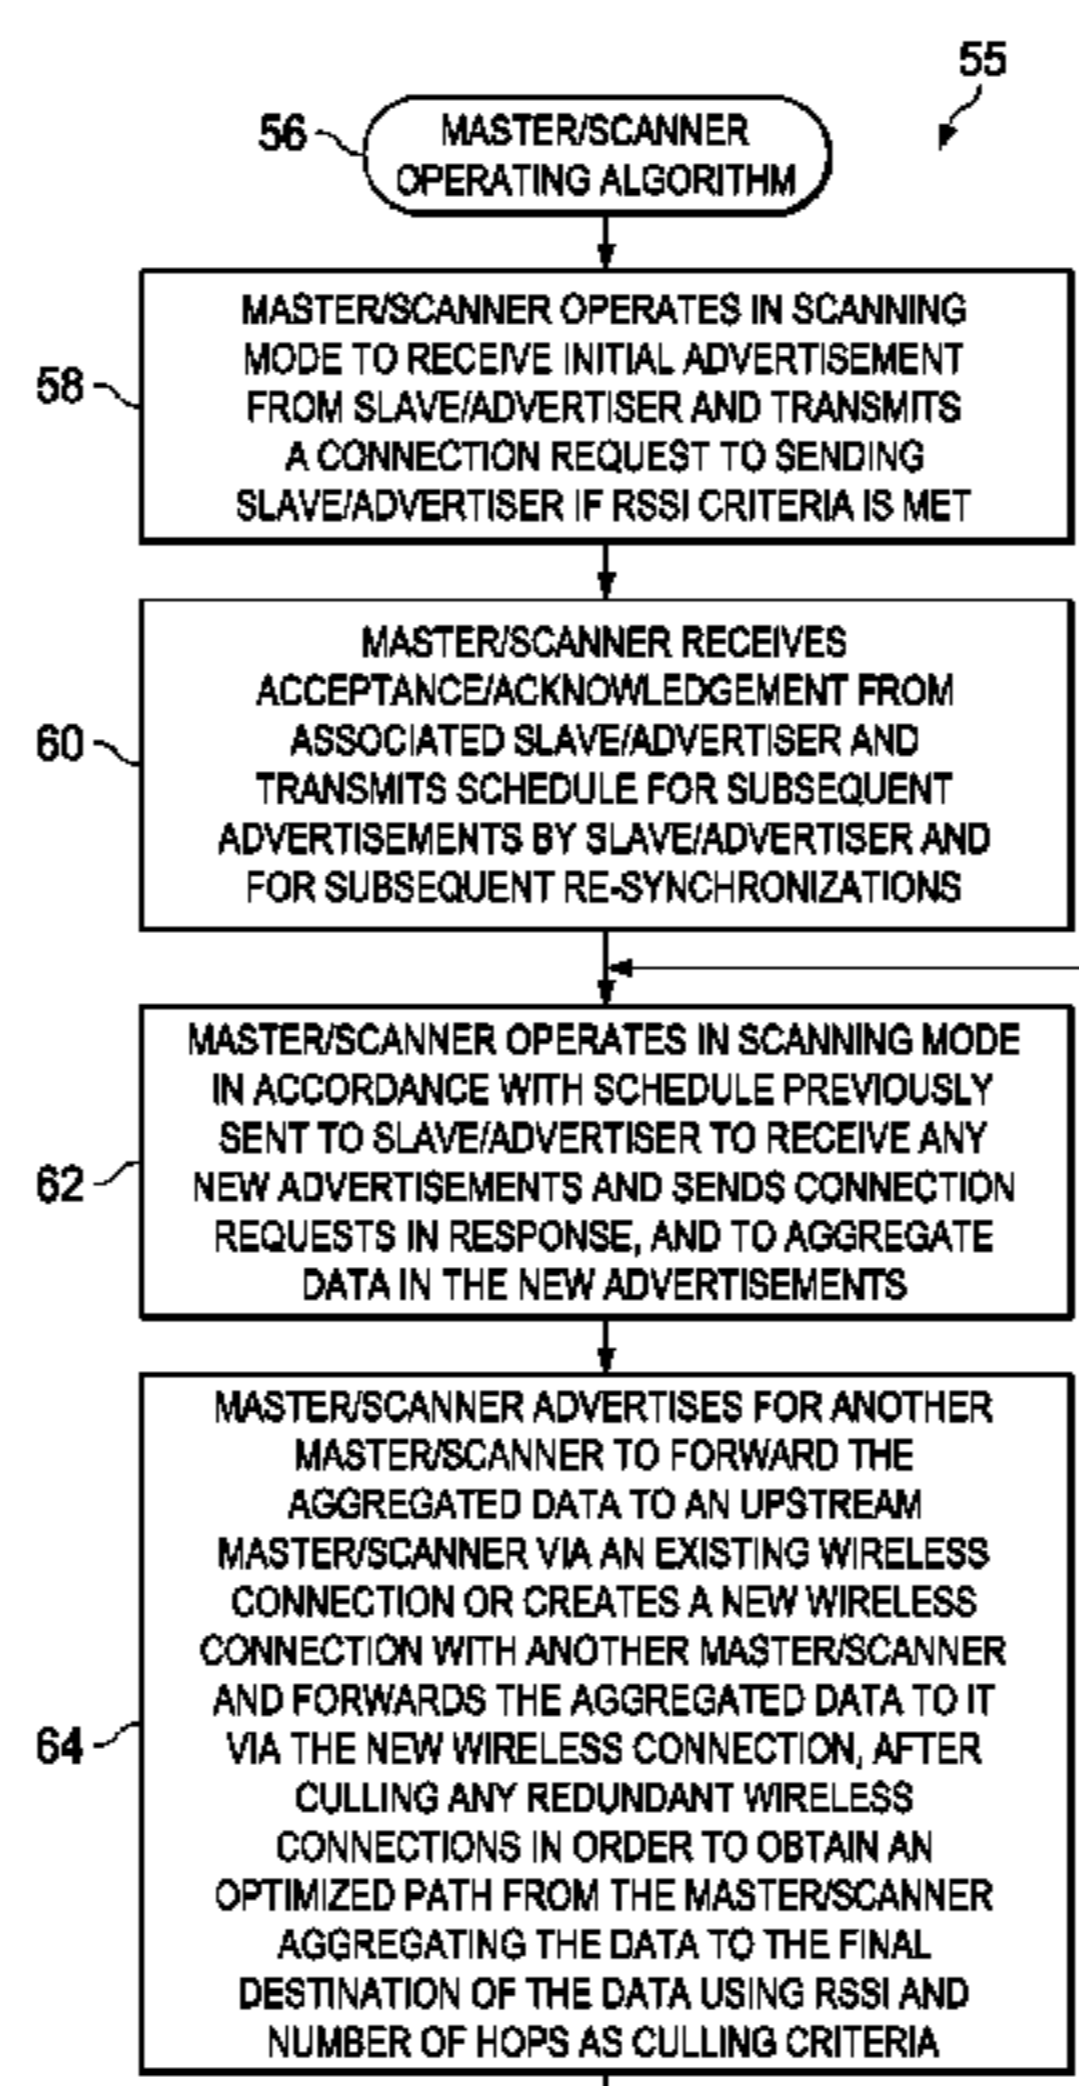 55
56
MASTER/SCANNER
OPERATING ALGORITHM
58
MASTER/SCANNER OPERATES IN SCANNING
MODE TO RECEIVE INITIAL ADVERTISEMENT
FROM SLAVE/ADVERTISER AND TRANSMITS
A CONNECTION REQUEST TO SENDING
SLAVE/ADVERTISER IF RSSI CRITERIA IS MET
60
MASTER/SCANNER RECEIVES
ACCEPTANCE/ACKNOWLEDGEMENT FROM
ASSOCIATED SLAVE/ADVERTISER AND
TRANSMITS SCHEDULE FOR SUBSEQUENT
ADVERTISEMENTS BY SLAVE/ADVERTISER AND
FOR SUBSEQUENT RE-SYNCHRONIZATIONS
62
MASTER/SCANNER OPERATES IN SCANNING MODE
IN ACCORDANCE WITH SCHEDULE PREVIOUSLY
SENT TO SLAVE/ADVERTISER TO RECEIVE ANY
NEW ADVERTISEMENTS AND SENDS CONNECTION
REQUESTS IN RESPONSE, AND TO AGGREGATE
DATA IN THE NEW ADVERTISEMENTS
64
MASTER/SCANNER ADVERTISES FOR ANOTHER
MASTER/SCANNER TO FORWARD THE
AGGREGATED DATA TO AN UPSTREAM
MASTER/SCANNER VIA AN EXISTING WIRELESS
CONNECTION OR CREATES A NEW WIRELESS
CONNECTION WITH ANOTHER MASTER/SCANNER
AND FORWARDS THE AGGREGATED DATA TO IT
VIA THE NEW WIRELESS CONNECTION, AFTER
CULLING ANY REDUNDANT WIRELESS
CONNECTIONS IN ORDER TO OBTAIN AN
OPTIMIZED PATH FROM THE MASTER/SCANNER
AGGREGATING THE DATA TO THE FINAL
DESTINATION OF THE DATA USING RSSI AND
NUMBER OF HOPS AS CULLING CRITERIA